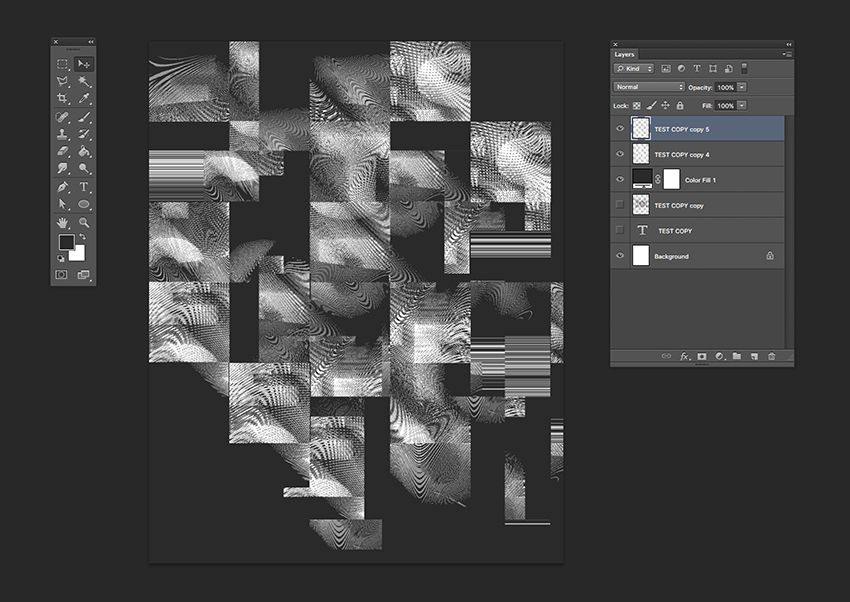 Layers
Kind
Normal Opacity: 100%
Lock: Fill: 100%
TEST COPY copy 5
TEST COPY copy 4
Color Fill 1
TEST COPY copy
T TEST COPY
Background
fx